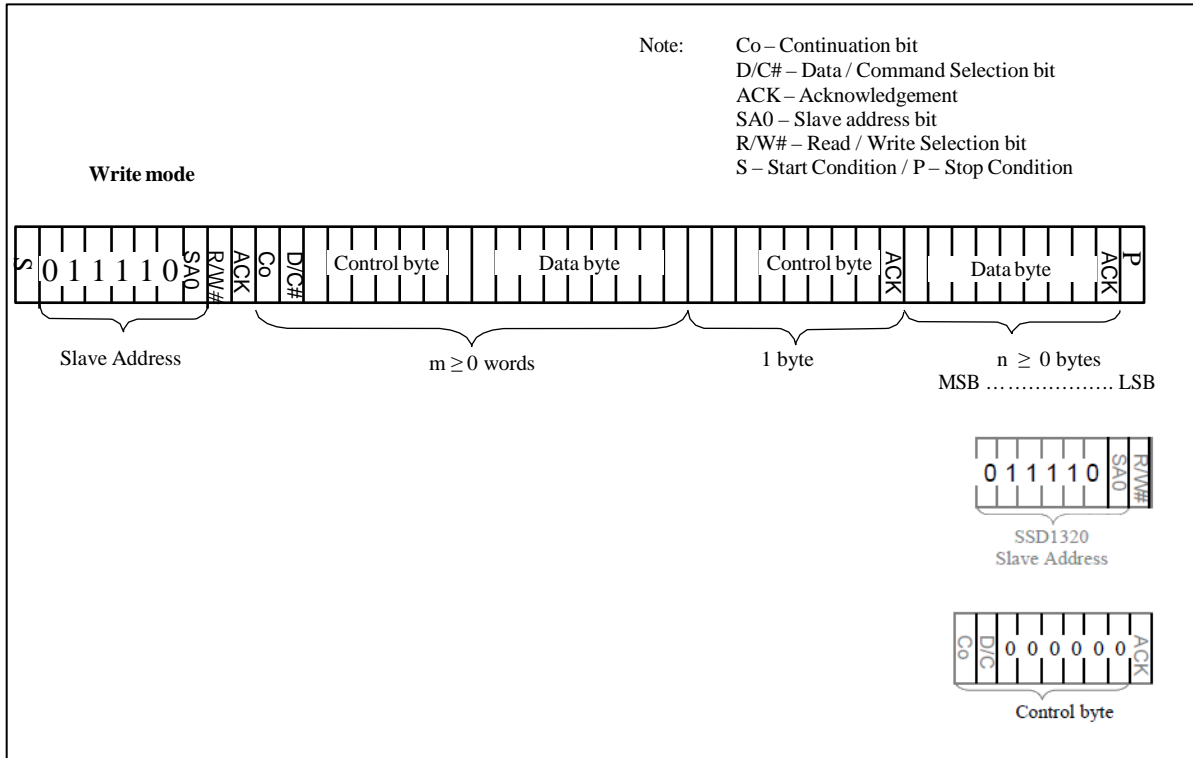 Note: Co – Continuation bit
D/C# – Data / Command Selection bit
ACK – Acknowledgement
SA0 – Slave address bit
R/W# – Read / Write Selection bit
S – Start Condition / P – Stop Condition
Write mode
S 0 1 1 1 1 0 SA0 R/W# ACK Co D/C# Control byte Data byte Control byte ACK Data byte ACK P
Slave Address m ≥ 0 words 1 byte n ≥ 0 bytes
MSB ……………….. LSB
0 1 1 1 1 0 SA0 R/W#
SSD1320
Slave Address
Co D/C 0 0 0 0 0 0 ACK
Control byte